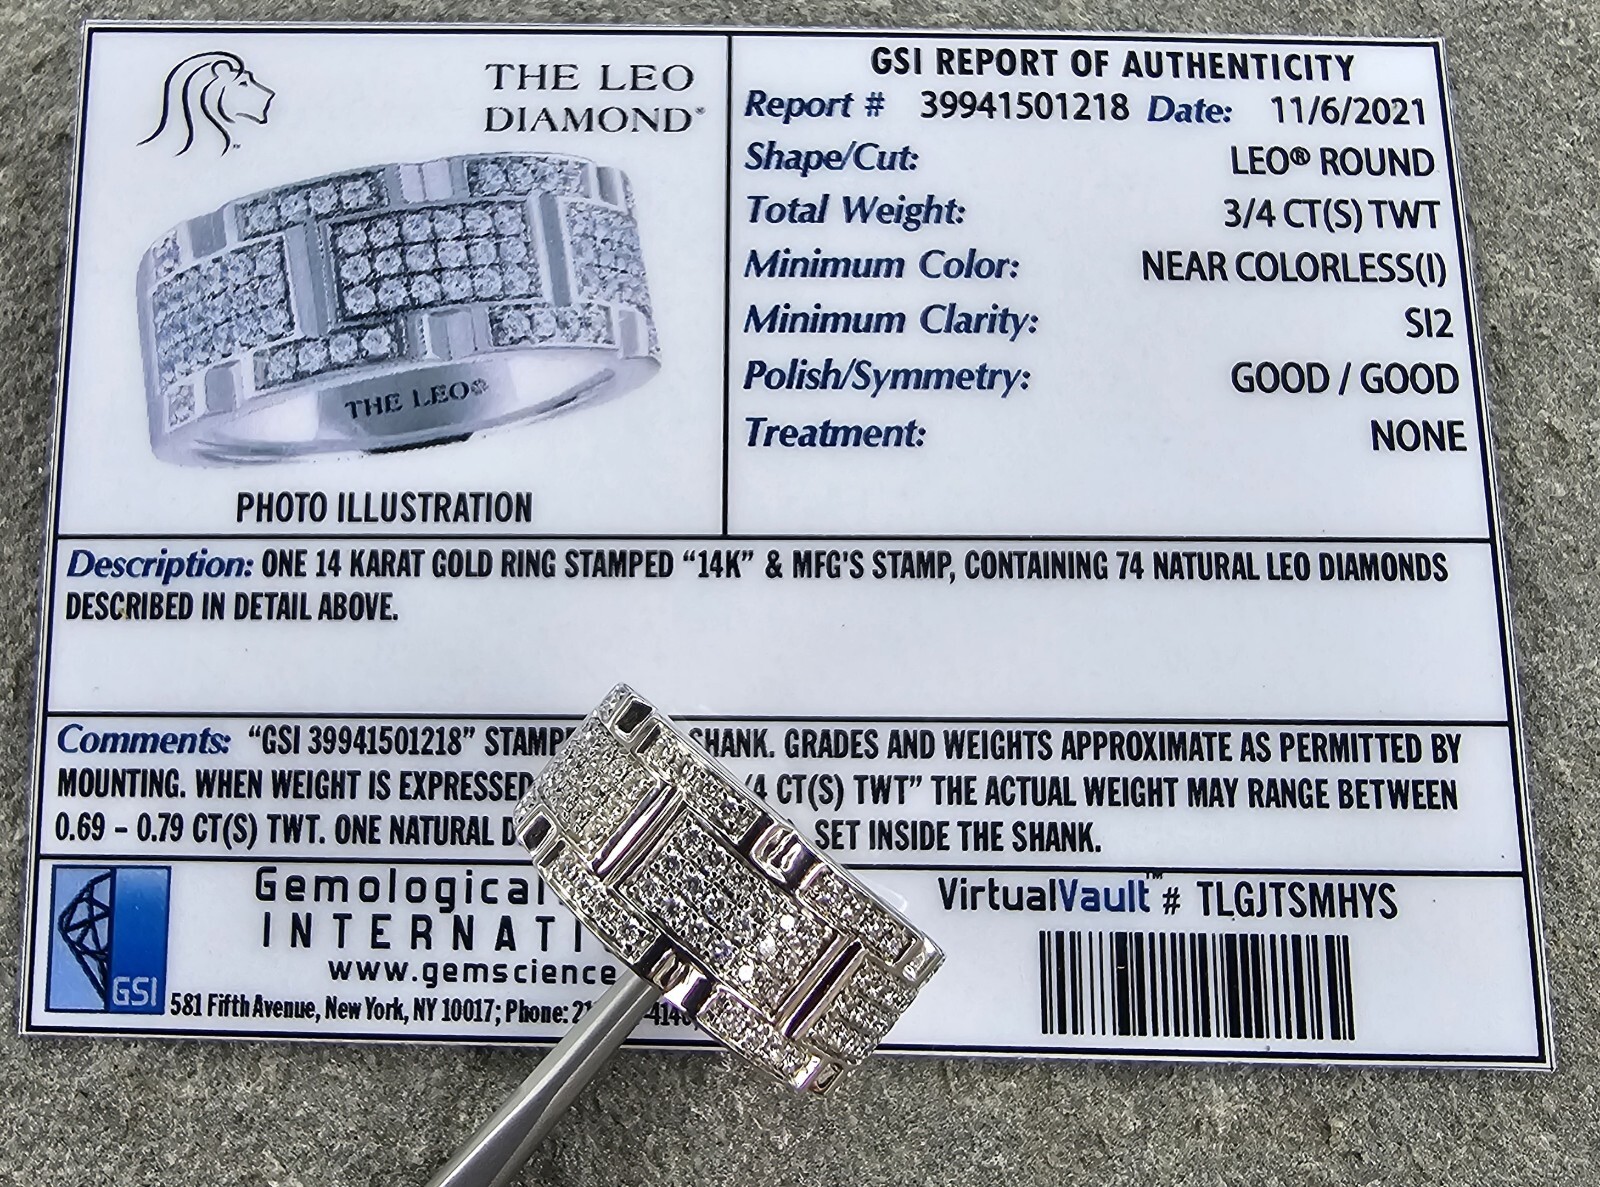 THE LEO
DIAMOND®
THE LEO®
PHOTO ILLUSTRATION
GSI REPORT OF AUTHENTICITY
Report # 39941501218 Date: 11/6/2021
Shape/Cut: LEO® ROUND
Total Weight: 3/4 CT(S) TWT
Minimum Color: NEAR COLORLESS(I)
Minimum Clarity: SI2
Polish/Symmetry: GOOD / GOOD
Treatment: NONE
Description: ONE 14 KARAT GOLD RING STAMPED “14K” & MFG'S STAMP, CONTAINING 74 NATURAL LEO DIAMONDS
DESCRIBED IN DETAIL ABOVE.
Comments: “GSI 39941501218” STAMP SHANK. GRADES AND WEIGHTS APPROXIMATE AS PERMITTED BY
MOUNTING. WHEN WEIGHT IS EXPRESSED /4 CT(S) TWT” THE ACTUAL WEIGHT MAY RANGE BETWEEN
0.69 – 0.79 CT(S) TWT. ONE NATURAL D SET INSIDE THE SHANK.
GSI
Gemological
INTERNATI
www.gemscience
581 Fifth Avenue, New York, NY 10017; Phone: 21
VirtualVault™ # TLGJTSMHYS